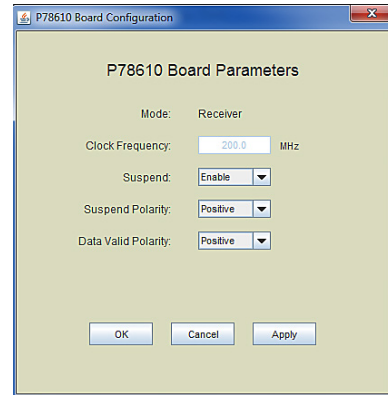 P78610 Board Configuration
P78610 Board Parameters
Mode: Receiver
Clock Frequency: 200.0 MHz
Suspend: Enable
Suspend Polarity: Positive
Data Valid Polarity: Positive
OK Cancel Apply